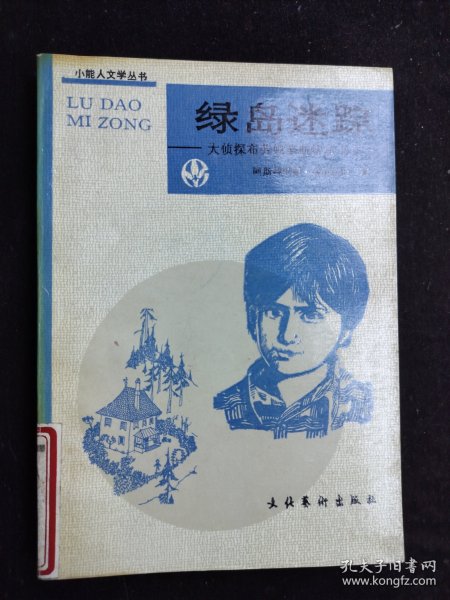 小能人文学丛书
LU DAO
MI ZONG
绿岛迷踪
——大侦探布
文化艺术出版社
孔夫子旧书网
www.kongfz.com